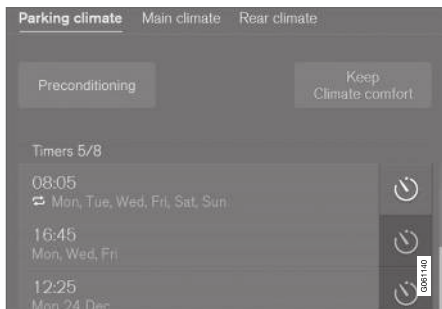 Parking climate Main climate Rear climate
Preconditioning
Keep
Climate comfort
Timers 5/8
08:05
Mon, Tue, Wed, Fri, Sat, Sun
16:45
Mon, Wed, Fri
12:25
Mon 24 Dec
G061140